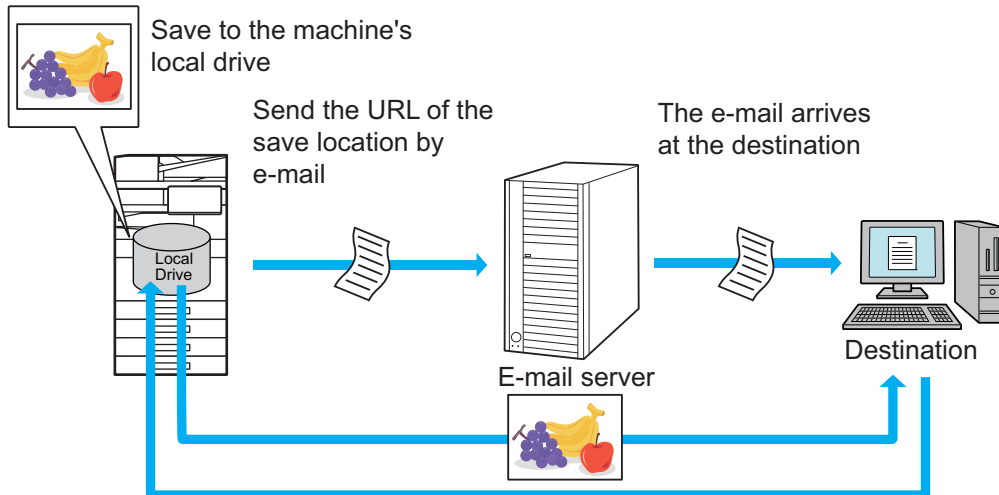 Save to the machine's
local drive
Send the URL of the
save location by
e-mail
The e-mail arrives
at the destination
Local
Drive
E-mail server
Destination